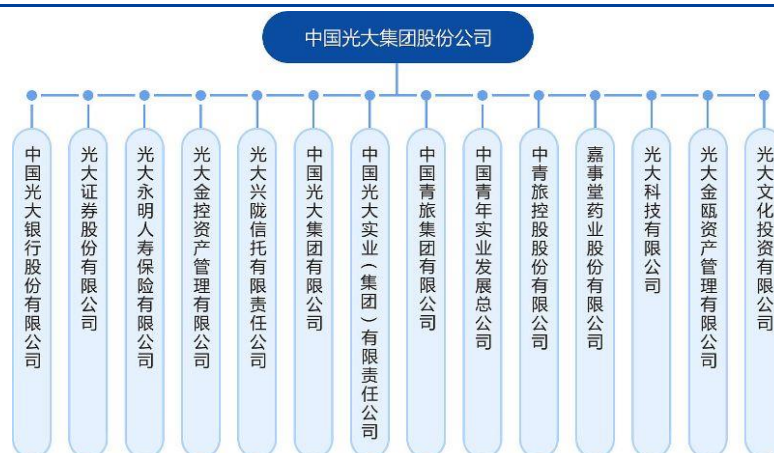 中国光大集团股份公司
中国光大银行股份有限公司
光大证券股份有限公司
光大永明人寿保险有限公司
光大金控资产管理有限公司
光大兴陇信托有限责任公司
中国光大集团有限公司
中国光大实业（集团）有限责任公司
中国青旅集团有限公司
中国青年实业发展总公司
中青旅控股股份有限公司
嘉事堂药业股份有限公司
光大科技有限公司
光大金瓯资产管理有限公司
光大文化投资有限公司